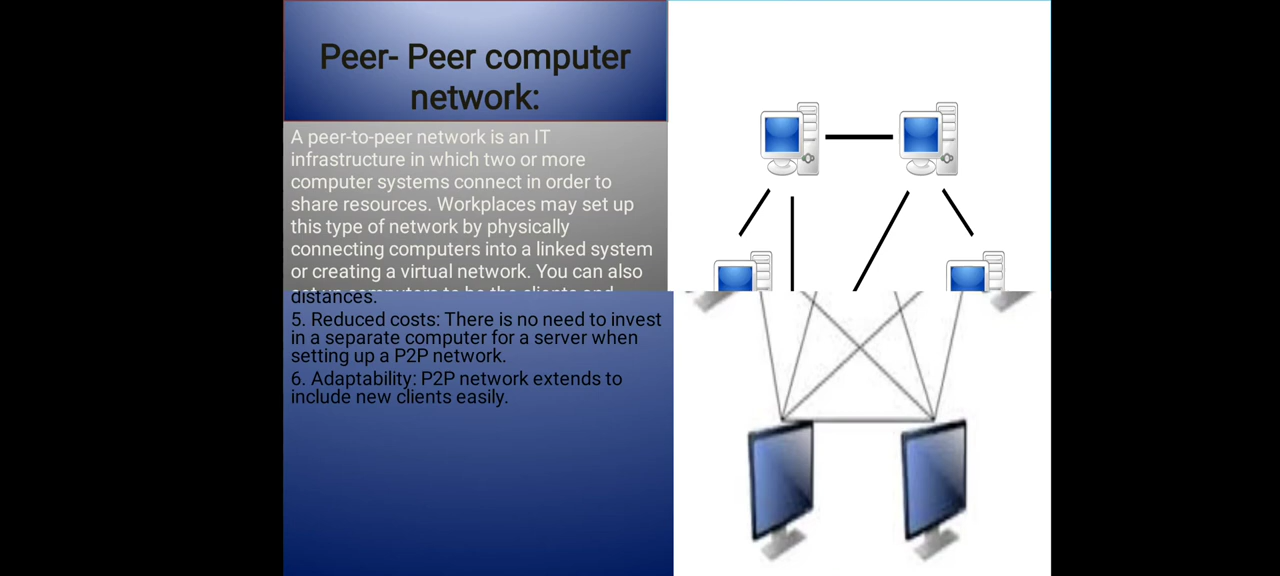 Peer- Peer computer
network:
A peer-to-peer network is an IT
infrastructure in which two or more
computer systems connect in order to
share resources. Workplaces may set up
this type of network by physically
connecting computers into a linked system
or creating a virtual network. You can also
distances.
5. Reduced costs: There is no need to invest
in a separate computer for a server when
setting up a P2P network.
6. Adaptability: P2P network extends to
include new clients easily.